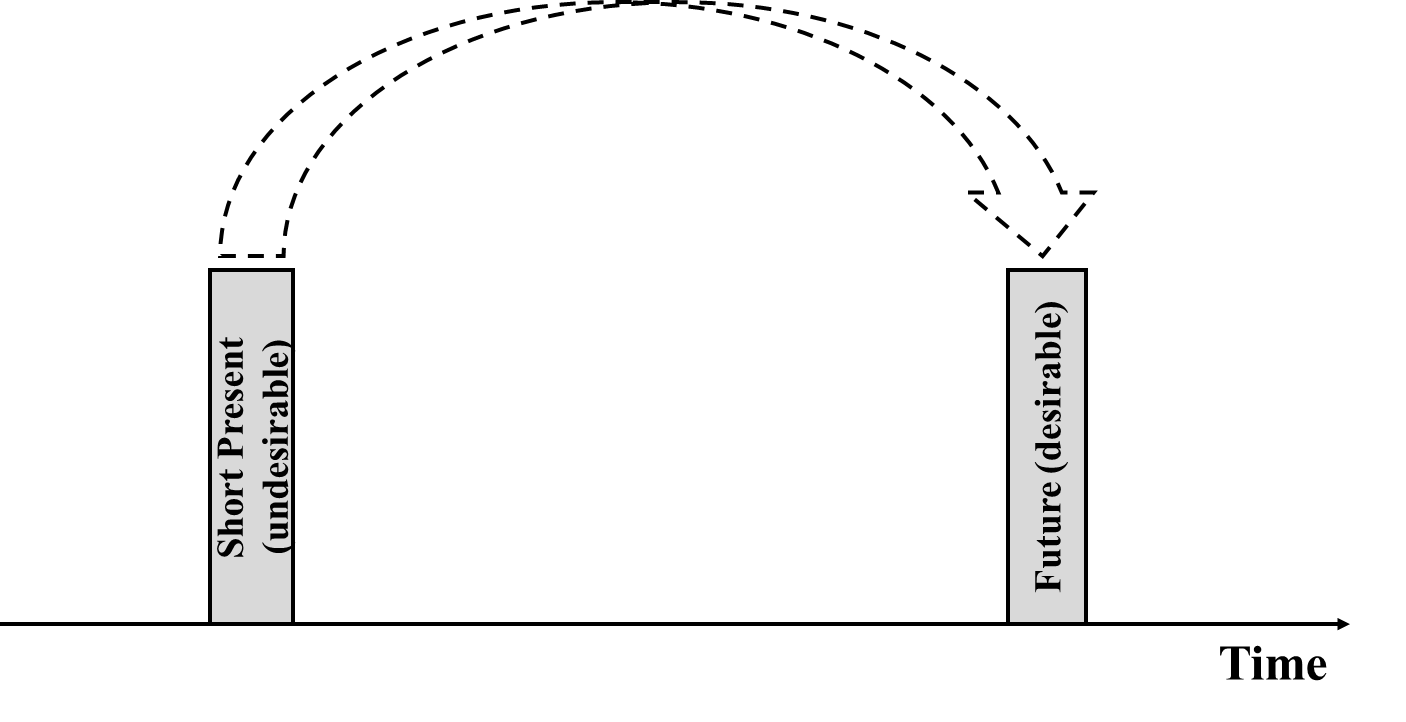 Short Present
(undesirable)
Future (desirable)
Time